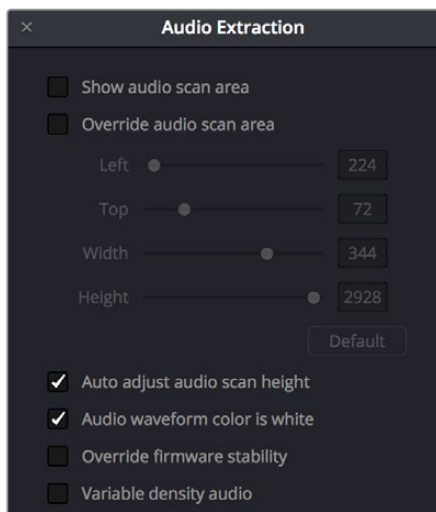 Audio Extraction
Show audio scan area
Override audio scan area
Left 224
Top 72
Width 344
Height 2928
Default
Auto adjust audio scan height
Audio waveform color is white
Override firmware stability
Variable density audio